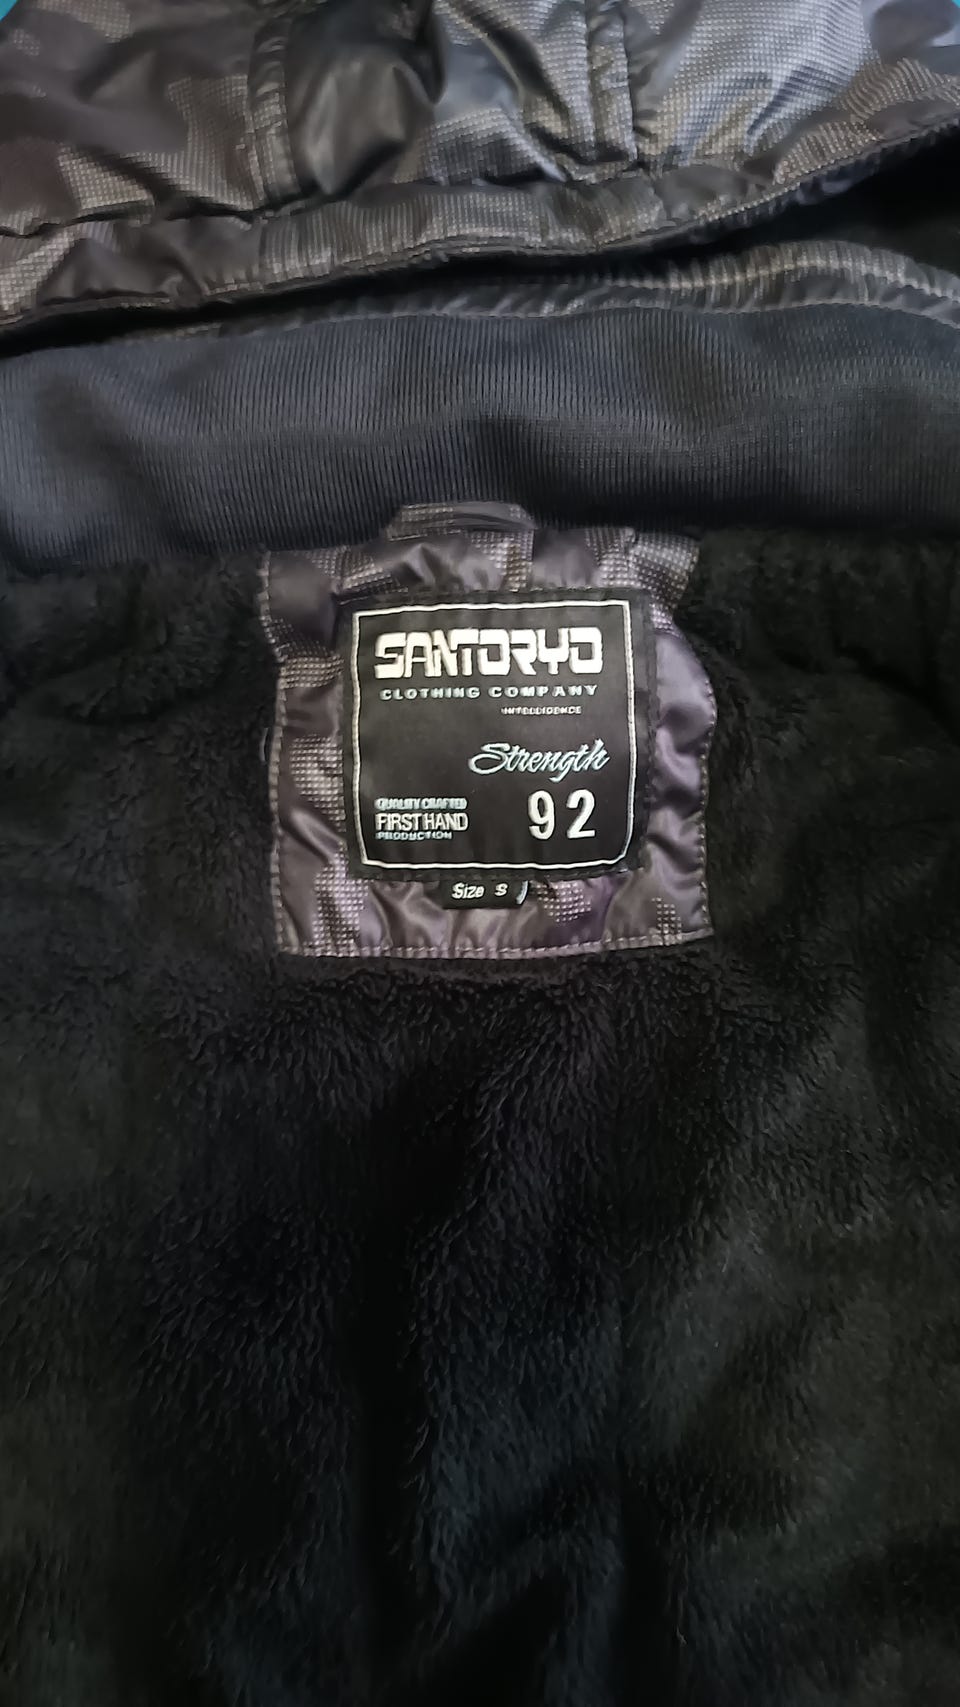 SANTORYO
CLOTHING COMPANY
INTELLIGENCE
Strength
QUALITY CRAFTED
FIRST HAND
PRODUCTION
92
Size S